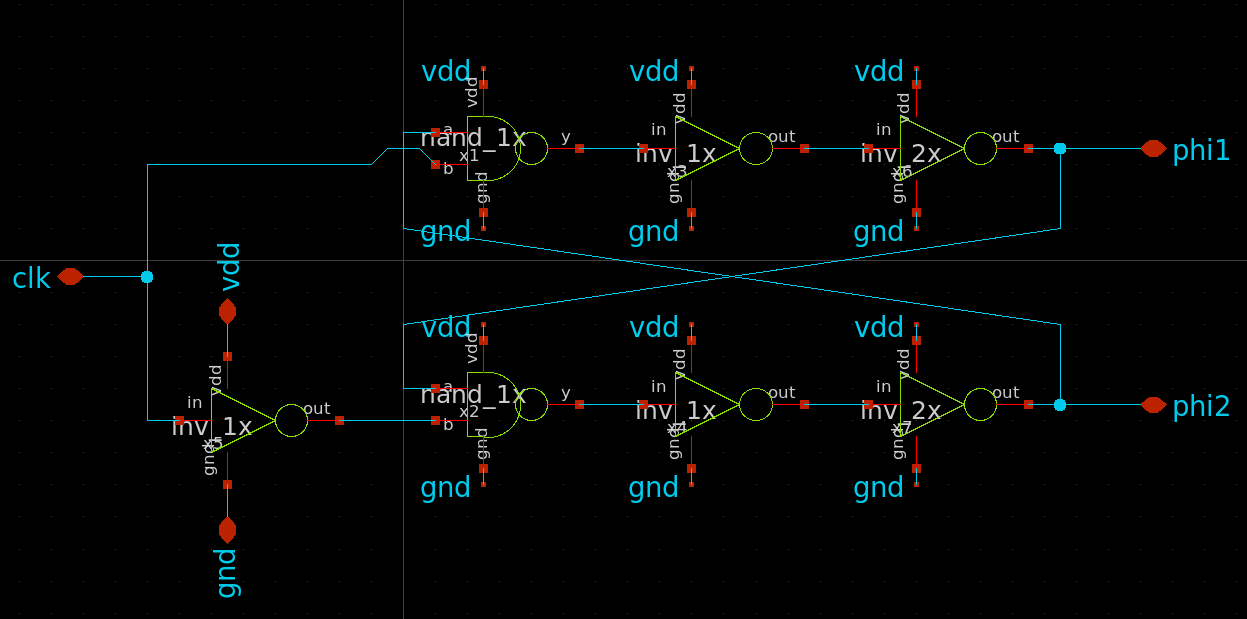 vdd
vdd
vdd
vdd
vdd
vdd
a
nand_1x
y
x1
b
gnd
gnd
in
inv_1x
out
x3
gnd
gnd
in
inv_2x
out
x6
gnd
gnd
phi1
clk
vdd
vdd
in
inv_1x
out
x5
gnd
gnd
vdd
vdd
vdd
vdd
vdd
vdd
a
nand_1x
y
x2
b
gnd
gnd
in
inv_1x
out
x4
gnd
gnd
in
inv_2x
out
x7
gnd
gnd
phi2